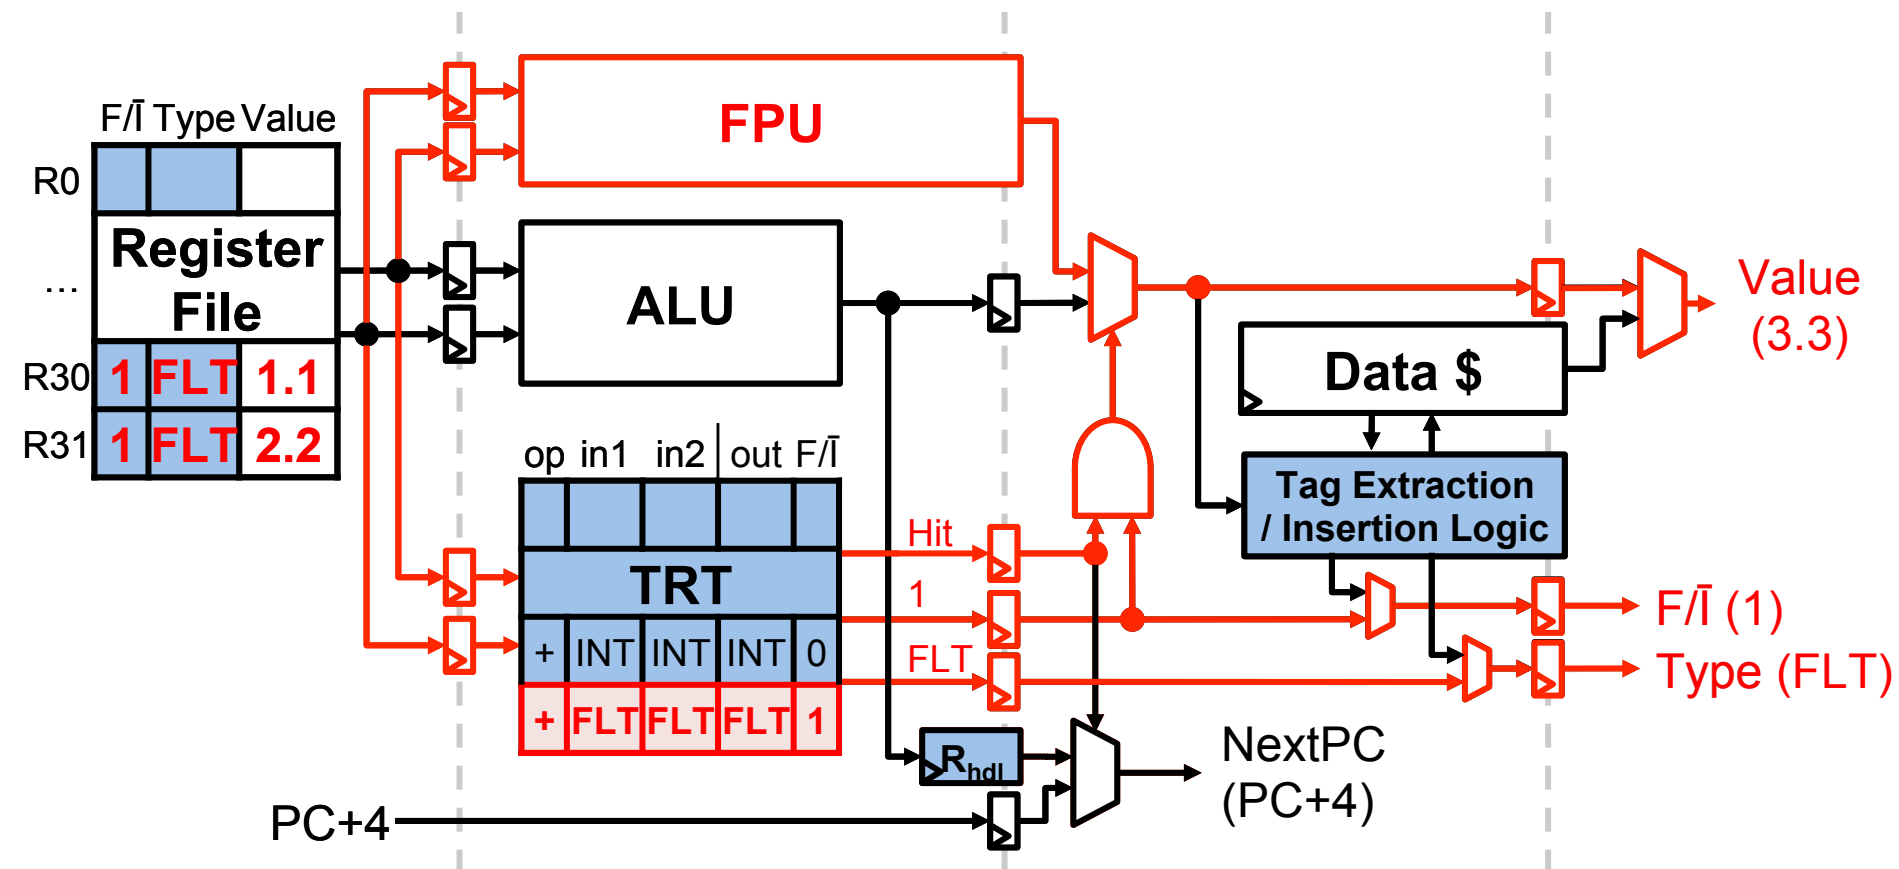 F/Ī Type Value
R0
Register
File
...
R30 1 FLT 1.1
R31 1 FLT 2.2
FPU
ALU
op in1 in2 out F/Ī
TRT
+ INT INT INT 0
+ FLT FLT FLT 1
Hit
1
FLT
Rhdl
PC+4
NextPC
(PC+4)
Data $
Tag Extraction
/ Insertion Logic
Value
(3.3)
F/Ī (1)
Type (FLT)